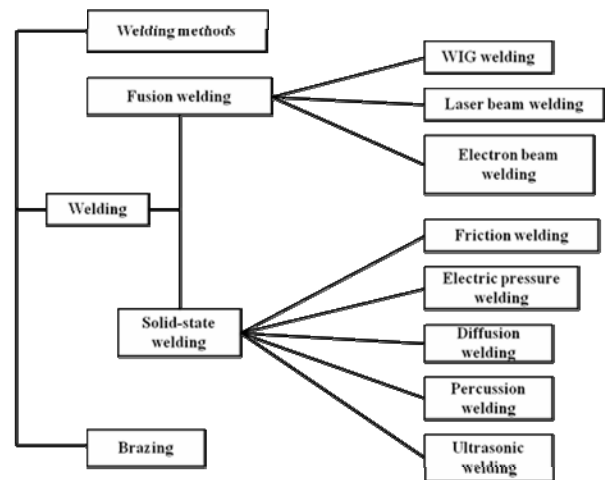 Welding methods
Fusion welding
WIG welding
Laser beam welding
Electron beam
welding
Welding
Friction welding
Electric pressure
welding
Solid-state
welding
Diffusion
welding
Percussion
welding
Brazing
Ultrasonic
welding